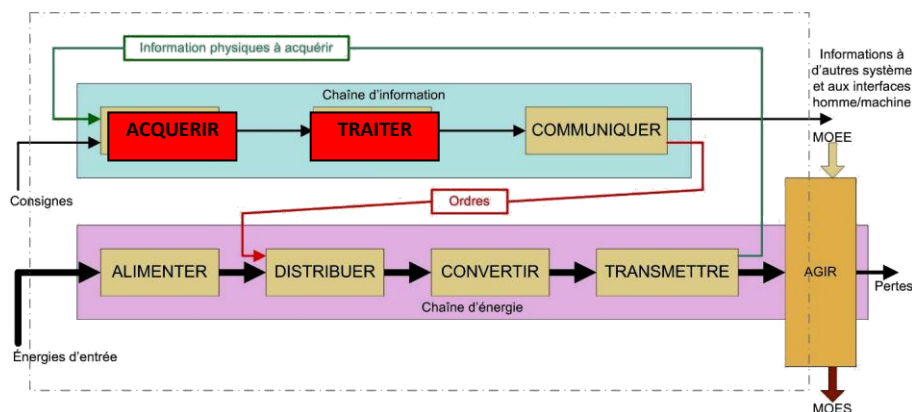 Information physiques à acquérir
Informations à
d'autres système
et aux interfaces
homme/machine
Chaîne d'information
ACQUERIR
TRAITER
COMMUNIQUER
MOEE
Consignes
Ordres
ALIMENTER
DISTRIBUER
CONVERTIR
TRANSMETTRE
AGIR
Pertes
Chaîne d'énergie
Énergies d'entrée
MOES